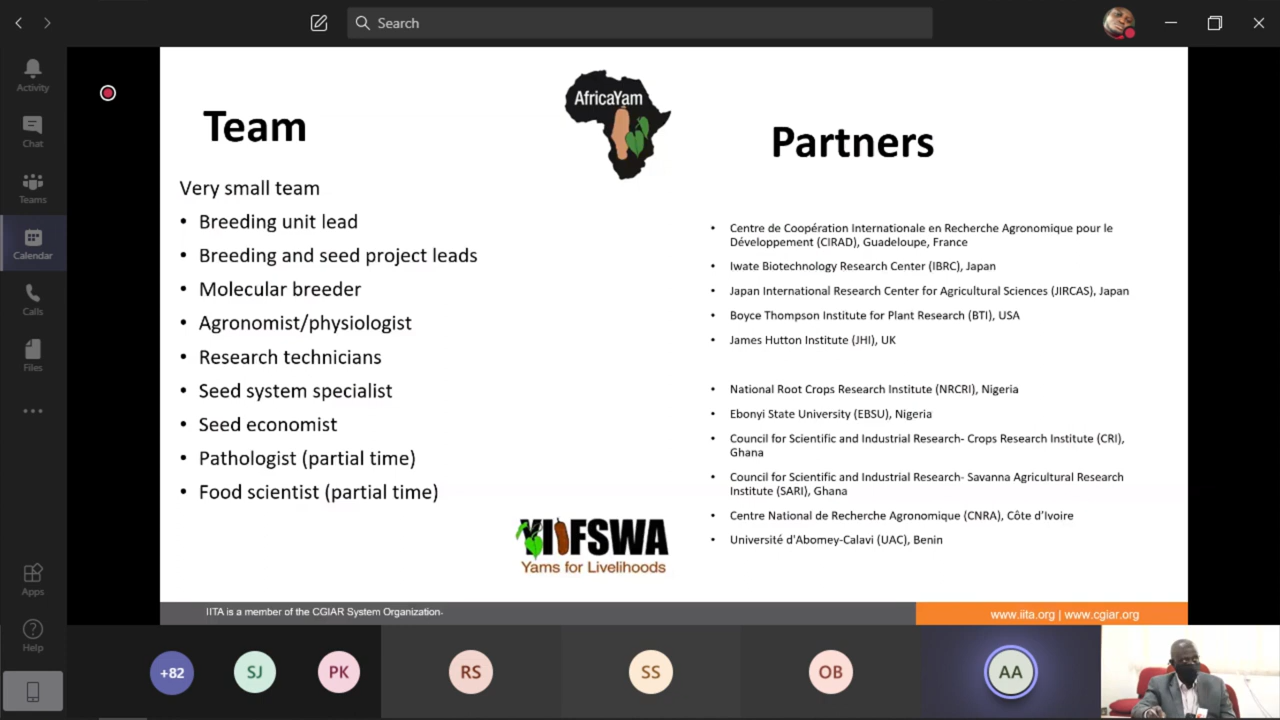 Search
Activity
Chat
Teams
Calendar
Calls
Files
Apps
Help
Team
Very small team
• Breeding unit lead
• Breeding and seed project leads
• Molecular breeder
• Agronomist/physiologist
• Research technicians
• Seed system specialist
• Seed economist
• Pathologist (partial time)
• Food scientist (partial time)
AfricaYam
YIIFSWA
Yams for Livelihoods
Partners
• Centre de Coopération Internationale en Recherche Agronomique pour le
Développement (CIRAD), Guadeloupe, France
• Iwate Biotechnology Research Center (IBRC), Japan
• Japan International Research Center for Agricultural Sciences (JIRCAS), Japan
• Boyce Thompson Institute for Plant Research (BTI), USA
• James Hutton Institute (JHI), UK
• National Root Crops Research Institute (NRCRI), Nigeria
• Ebonyi State University (EBSU), Nigeria
• Council for Scientific and Industrial Research- Crops Research Institute (CRI),
Ghana
• Council for Scientific and Industrial Research- Savanna Agricultural Research
Institute (SARI), Ghana
• Centre National de Recherche Agronomique (CNRA), Côte d'Ivoire
• Université d'Abomey-Calavi (UAC), Benin
IITA is a member of the CGIAR System Organization.
www.iita.org | www.cgiar.org
+82
SJ
PK
RS
SS
OB
AA